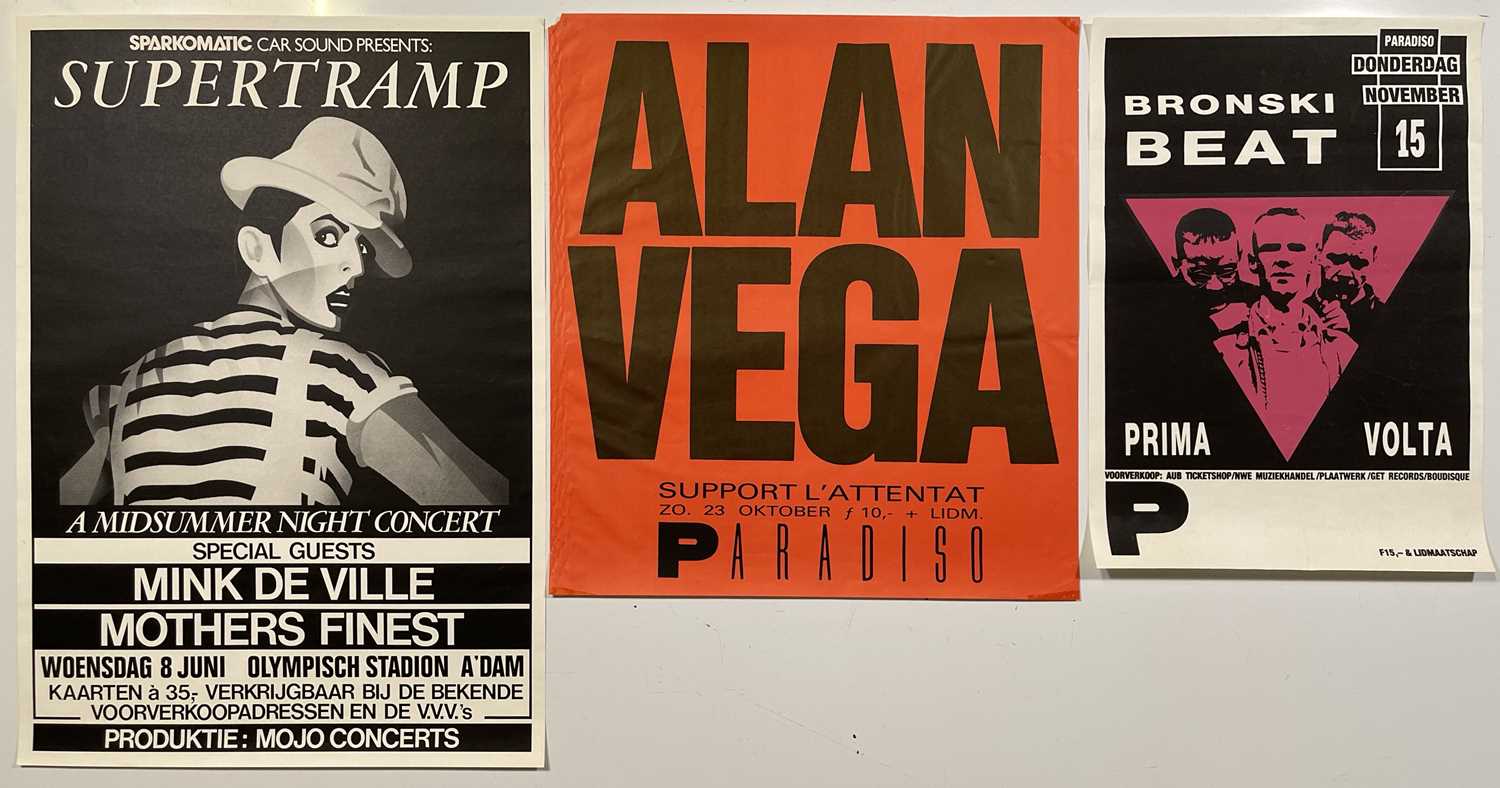 SPARKOMATIC CAR SOUND PRESENTS:
SUPERTRAMP
A MIDSUMMER NIGHT CONCERT
SPECIAL GUESTS
MINK DE VILLE
MOTHERS FINEST
WOENSDAG 8 JUNI OLYMPISCH STADION A'DAM
KAARTEN à 35,- VERKRIJGBAAR BIJ DE BEKENDE
VOORVERKOOPADRESSEN EN DE V.V.V.'s
PRODUKTIE: MOJO CONCERTS
ALAN
VEGA
SUPPORT L'ATTENTAT
ZO. 23 OKTOBER ƒ 10,- + LIDM.
PARADISO
PARADISO
DONDERDAG
NOVEMBER
15
BRONSKI
BEAT
PRIMA VOLTA
VOORVERKOOP: AUB TICKETSHOP/NWE MUZIEKHANDEL/PLAATWERK/GET RECORDS/BOUDISQUE
P
F15,- & LIDMAATSCHAP